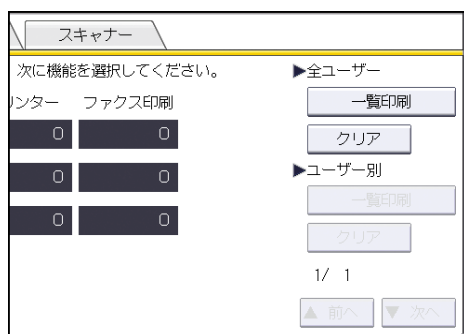 スキャナー
次に機能を選択してください。
▶全ユーザー
リンター ファクス印刷
一覧印刷
0 0
クリア
0 0
▶ユーザー別
一覧印刷
0 0
クリア
1/ 1
▲ 前へ ▼ 次へ